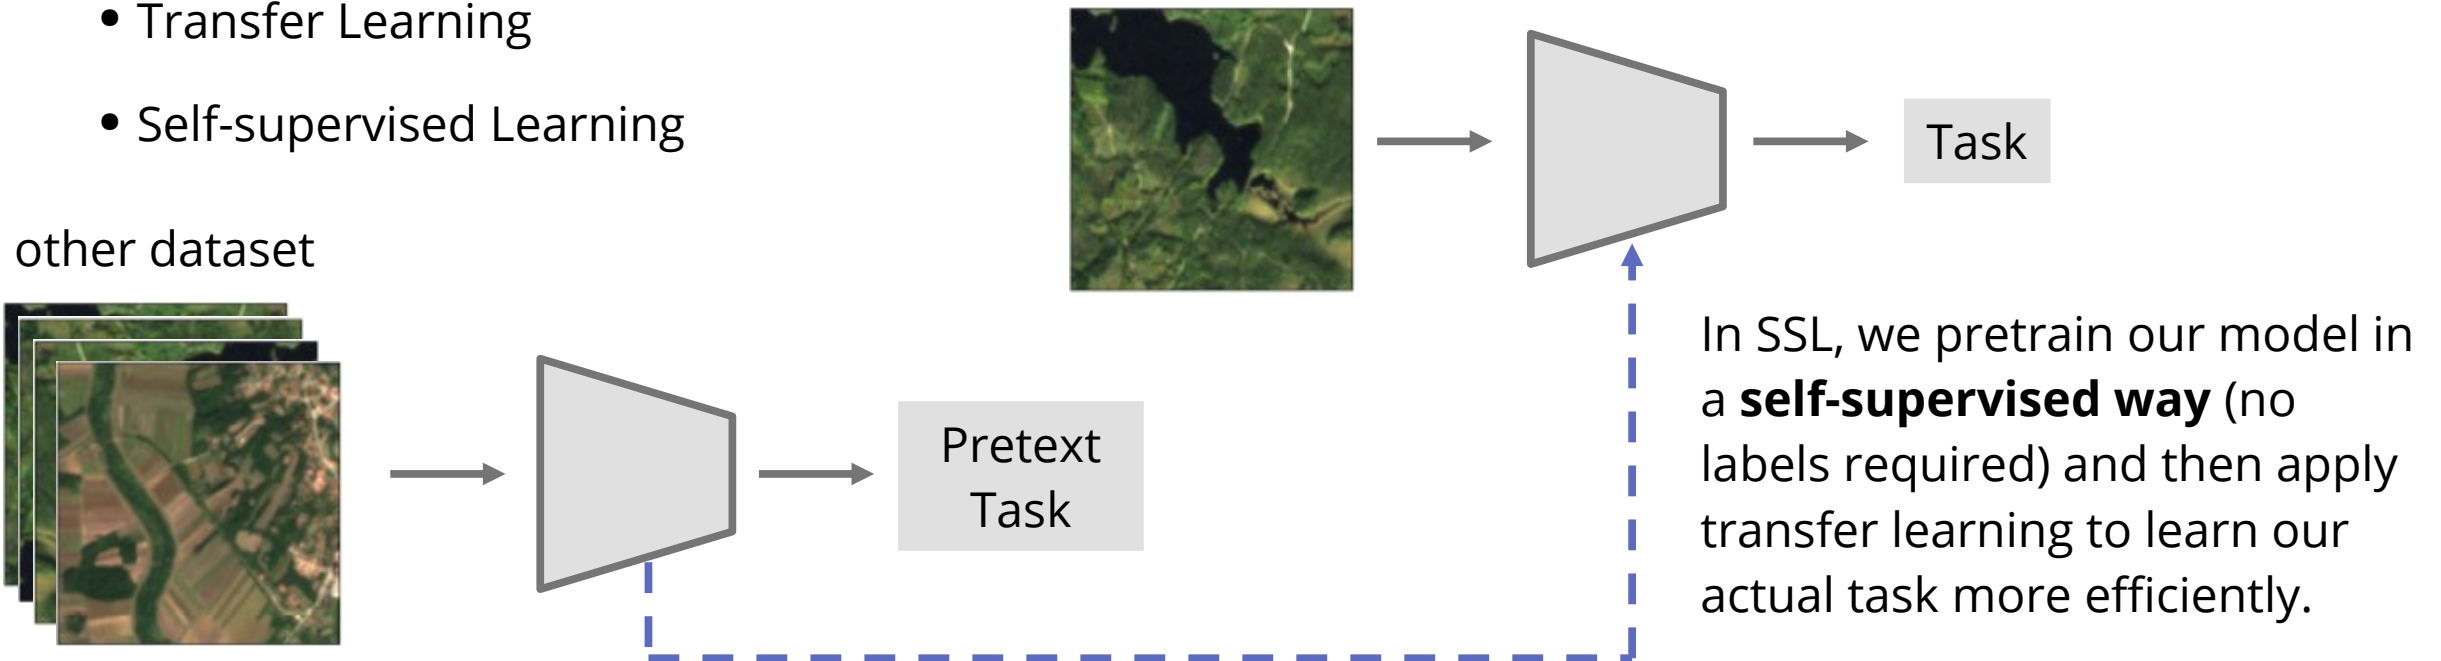 • Transfer Learning
• Self-supervised Learning
Task
other dataset
Pretext
Task
In SSL, we pretrain our model in
a self-supervised way (no
labels required) and then apply
transfer learning to learn our
actual task more efficiently.